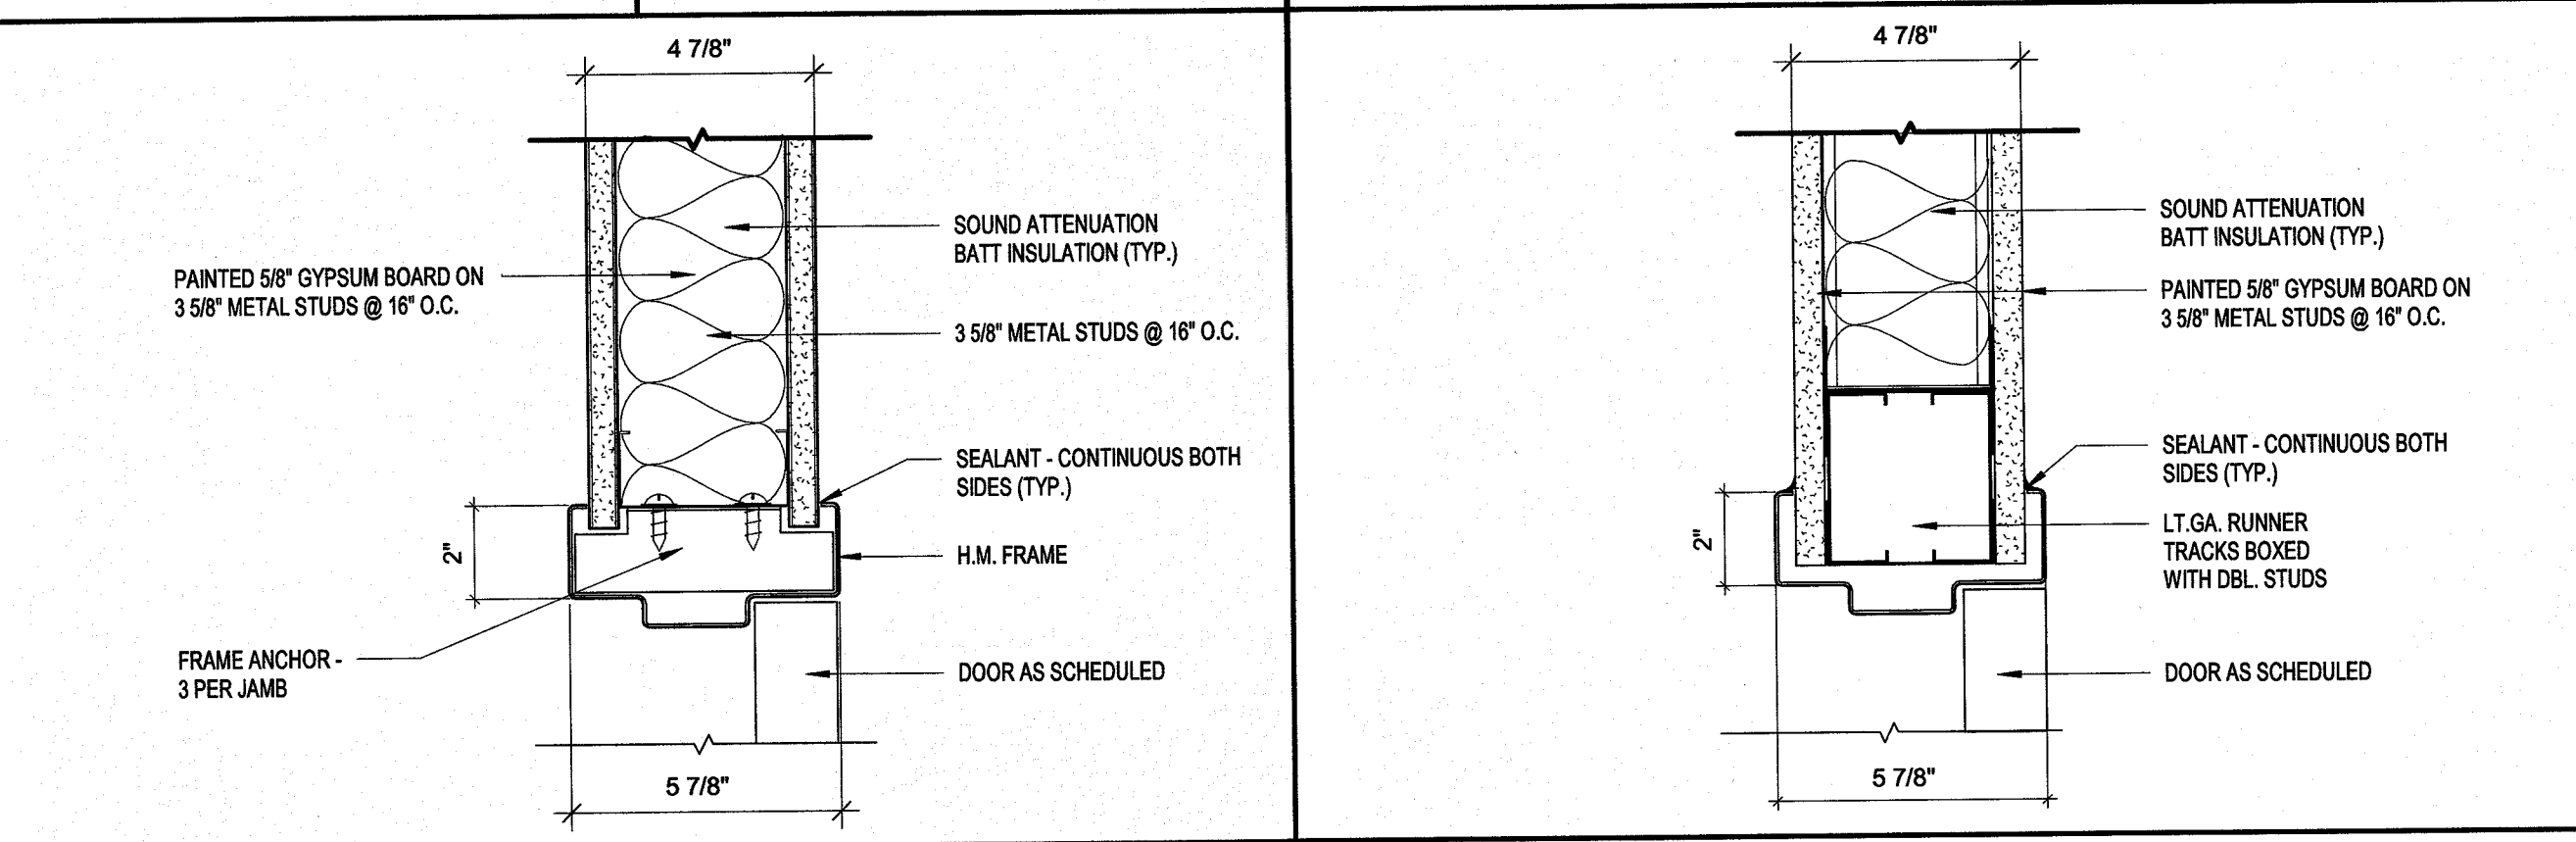 4 7/8"
SOUND ATTENUATION
BATT INSULATION (TYP.)
PAINTED 5/8" GYPSUM BOARD ON
3 5/8" METAL STUDS @ 16" O.C.
3 5/8" METAL STUDS @ 16" O.C.
SEALANT - CONTINUOUS BOTH
SIDES (TYP.)
2"
H.M. FRAME
FRAME ANCHOR -
3 PER JAMB
DOOR AS SCHEDULED
5 7/8"
4 7/8"
SOUND ATTENUATION
BATT INSULATION (TYP.)
PAINTED 5/8" GYPSUM BOARD ON
3 5/8" METAL STUDS @ 16" O.C.
SEALANT - CONTINUOUS BOTH
SIDES (TYP.)
2"
LT.GA. RUNNER
TRACKS BOXED
WITH DBL. STUDS
DOOR AS SCHEDULED
5 7/8"